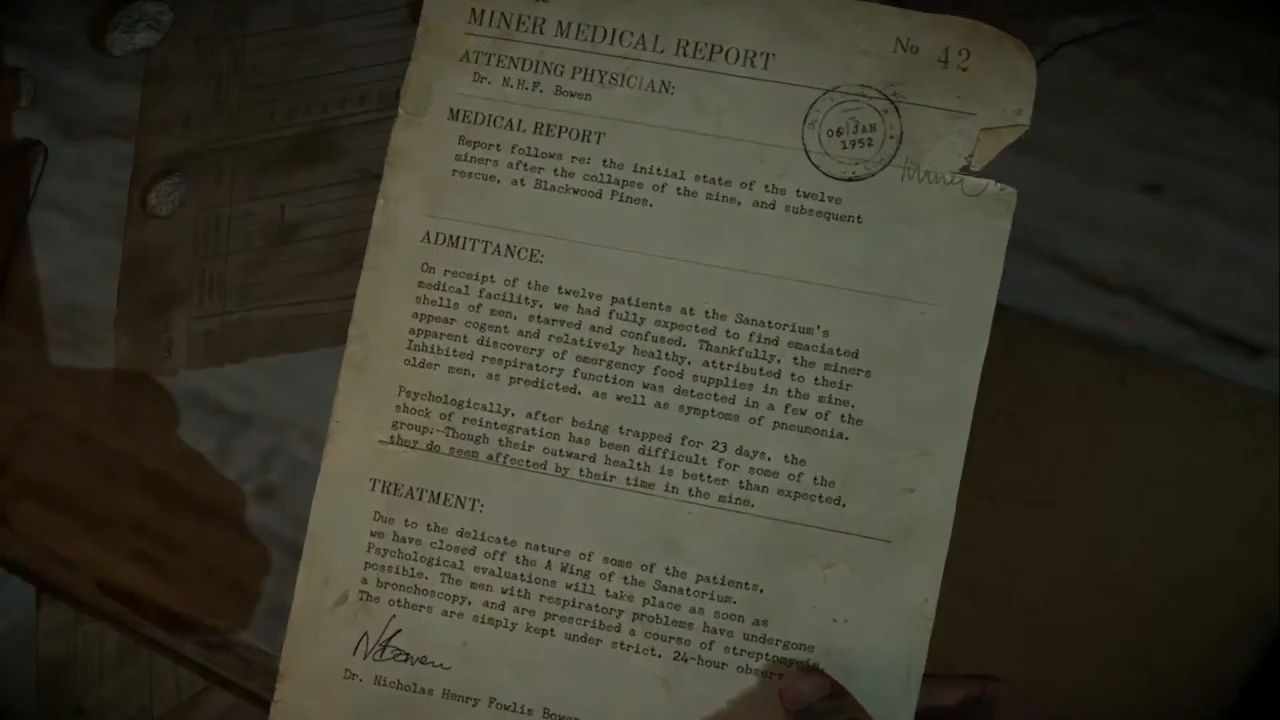 MINER MEDICAL REPORT
No 42
ATTENDING PHYSICIAN:
Dr. N.H.F. Bowen
06 JAN
1952
MEDICAL REPORT
Miner
Report follows re: the initial state of the twelve
miners after the collapse of the mine, and subsequent
rescue, at Blackwood Pines.
ADMITTANCE:
On receipt of the twelve patients at the Sanatorium's
medical facility, we had fully expected to find emaciated
shells of men, starved and confused. Thankfully, the miners
appear cogent and relatively healthy, attributed to their
apparent discovery of emergency food supplies in the mine.
Inhibited respiratory function was detected in a few of the
older men, as predicted, as well as symptoms of pneumonia.
Psychologically, after being trapped for 23 days, the
shock of reintegration has been difficult for some of the
group: Though their outward health is better than expected,
they do seem affected by their time in the mine.
TREATMENT:
Due to the delicate nature of some of the patients,
we have closed off the A Wing of the Sanatorium.
Psychological evaluations will take place as soon as
possible. The men with respiratory problems have undergone
a bronchoscopy, and are prescribed a course of streptomycin.
The others are simply kept under strict, 24-hour observ
NBowen
Dr. Nicholas Henry Fowlis Bowen